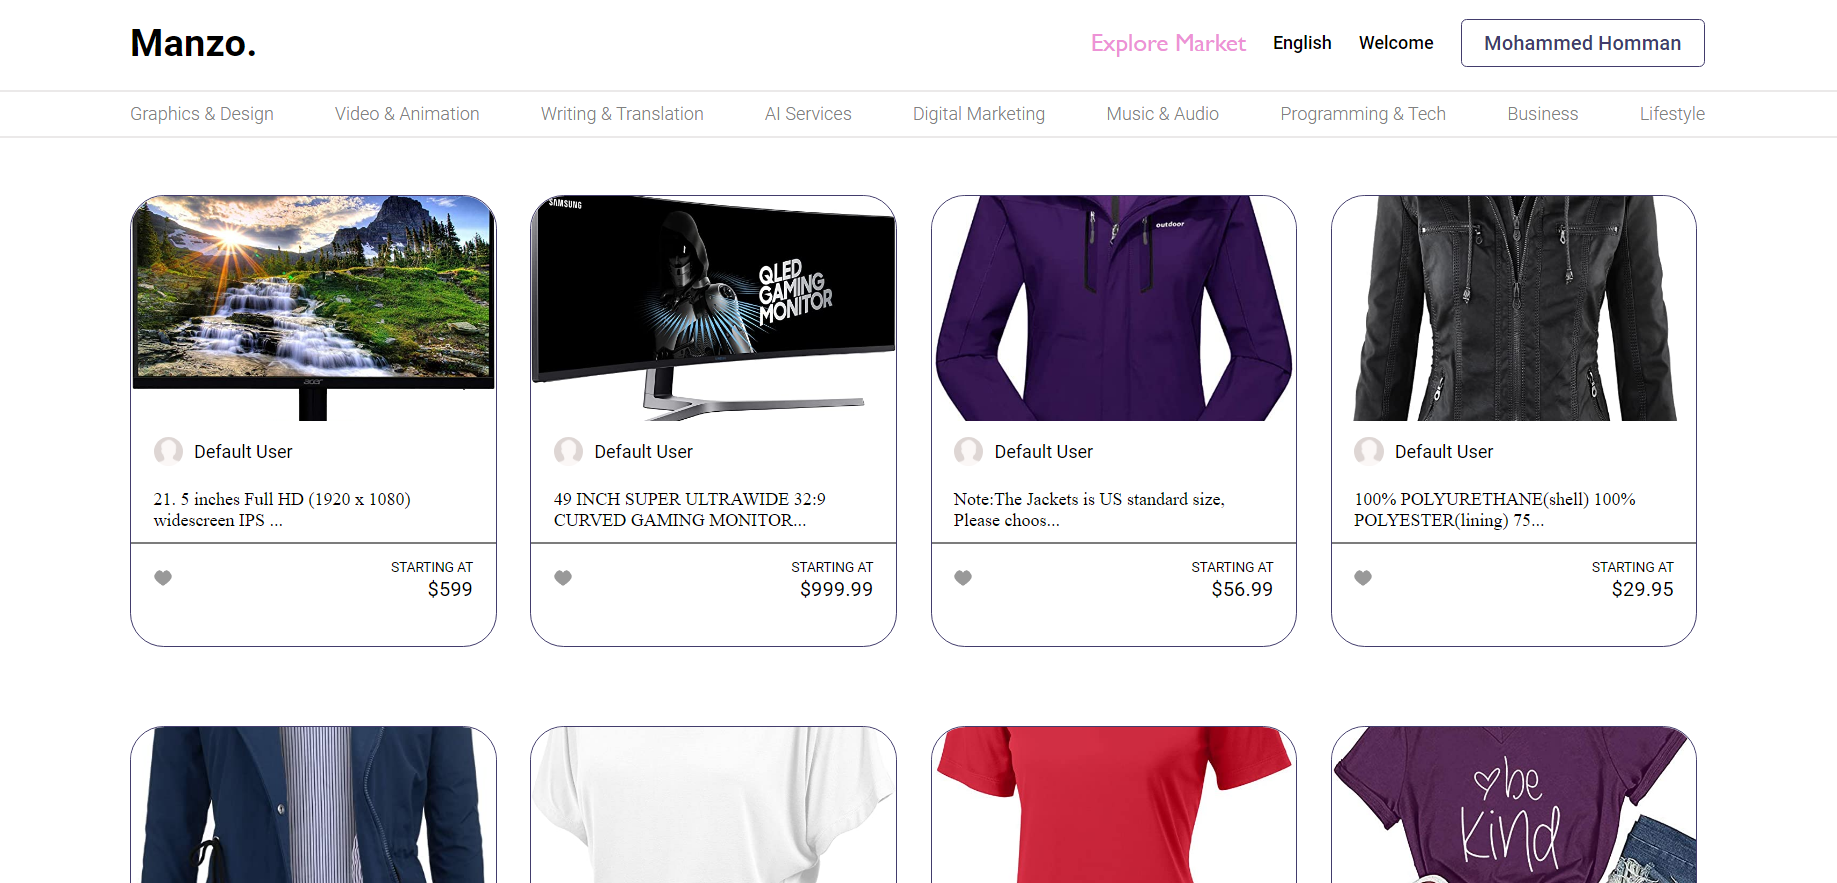 Manzo.
Explore Market
English
Welcome
Mohammed Homman
Graphics & Design
Video & Animation
Writing & Translation
AI Services
Digital Marketing
Music & Audio
Programming & Tech
Business
Lifestyle
acer
SAMSUNG
QLED
GAMING
MONITOR
outdoor
Default User
Default User
Default User
Default User
21. 5 inches Full HD (1920 x 1080)
widescreen IPS ...
49 INCH SUPER ULTRAWIDE 32:9
CURVED GAMING MONITOR...
Note:The Jackets is US standard size,
Please choos...
100% POLYURETHANE(shell) 100%
POLYESTER(lining) 75...
STARTING AT
$599
STARTING AT
$999.99
STARTING AT
$56.99
STARTING AT
$29.95
be
kind